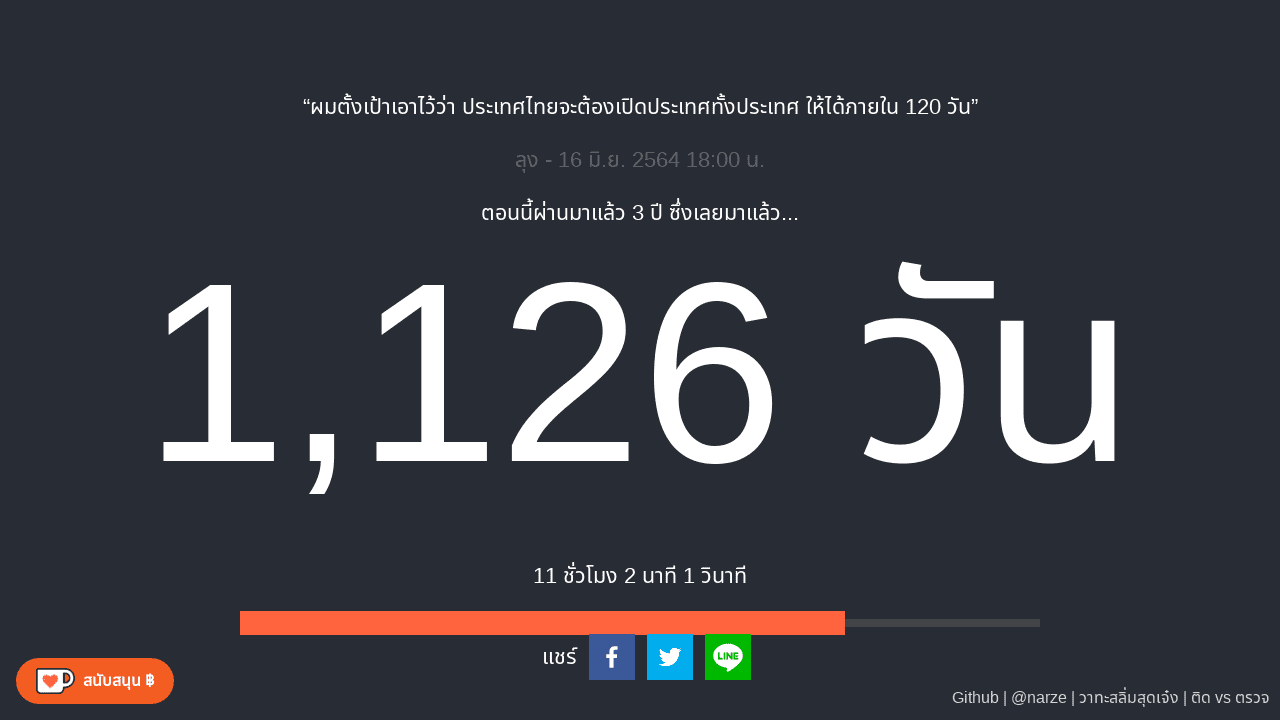 “ผมตั้งเป้าเอาไว้ว่า ประเทศไทยจะต้องเปิดประเทศทั้งประเทศ ให้ได้ภายใน 120 วัน”
ลุง - 16 มิ.ย. 2564 18:00 น.
ตอนนี้ผ่านมาแล้ว 3 ปี ซึ่งเลยมาแล้ว...
1,126 วัน
11 ชั่วโมง 2 นาที 1 วินาที
แชร์
LINE
สนับสนุน ฿
Github | @narze | วาทะสลิ่มสุดเจ๋ง | ติด vs ตรวจ